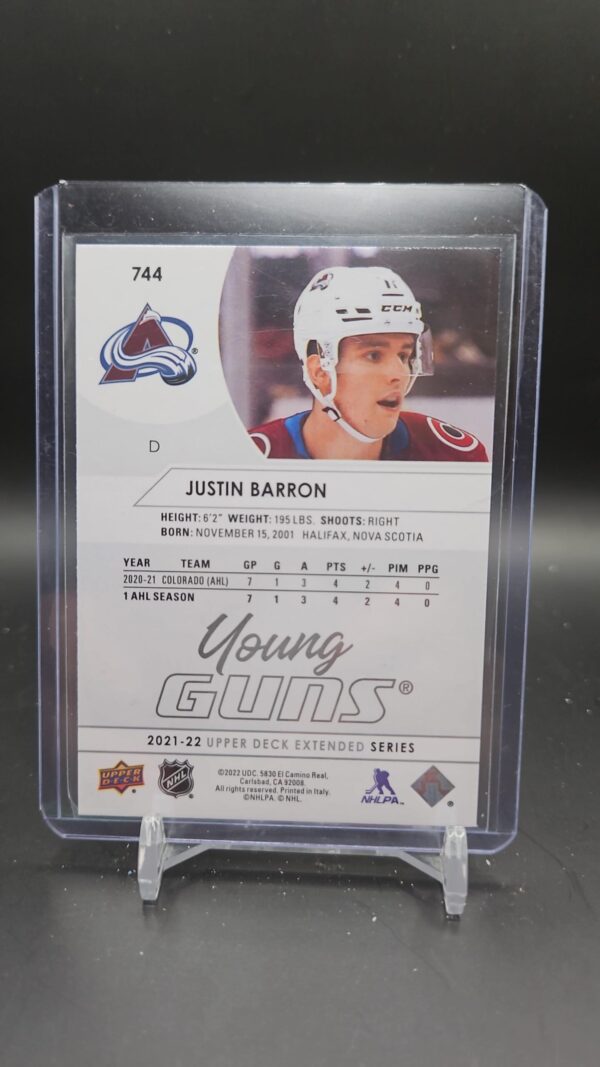 744
CCM
D
JUSTIN BARRON
HEIGHT: 6'2" WEIGHT: 195 LBS. SHOOTS: RIGHT
BORN: NOVEMBER 15, 2001 HALIFAX, NOVA SCOTIA
YEAR TEAM GP G A PTS +/- PIM PPG
2020-21 COLORADO (AHL) 7 1 3 4 2 4 0
1 AHL SEASON 7 1 3 4 2 4 0
Young
GUNS®
2021-22 UPPER DECK EXTENDED SERIES
UPPER DECK
NHL
©2022 UDC. 5830 El Camino Real,
Carlsbad, CA 92008.
All rights reserved. Printed in Italy.
©NHLPA. © NHL.
NHLPA